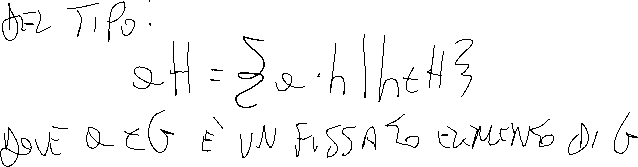 DEL TIPO:
aH = {a·h|h∈H}
DOVE a∈G È UN FISSATO ELEMENTO DI G